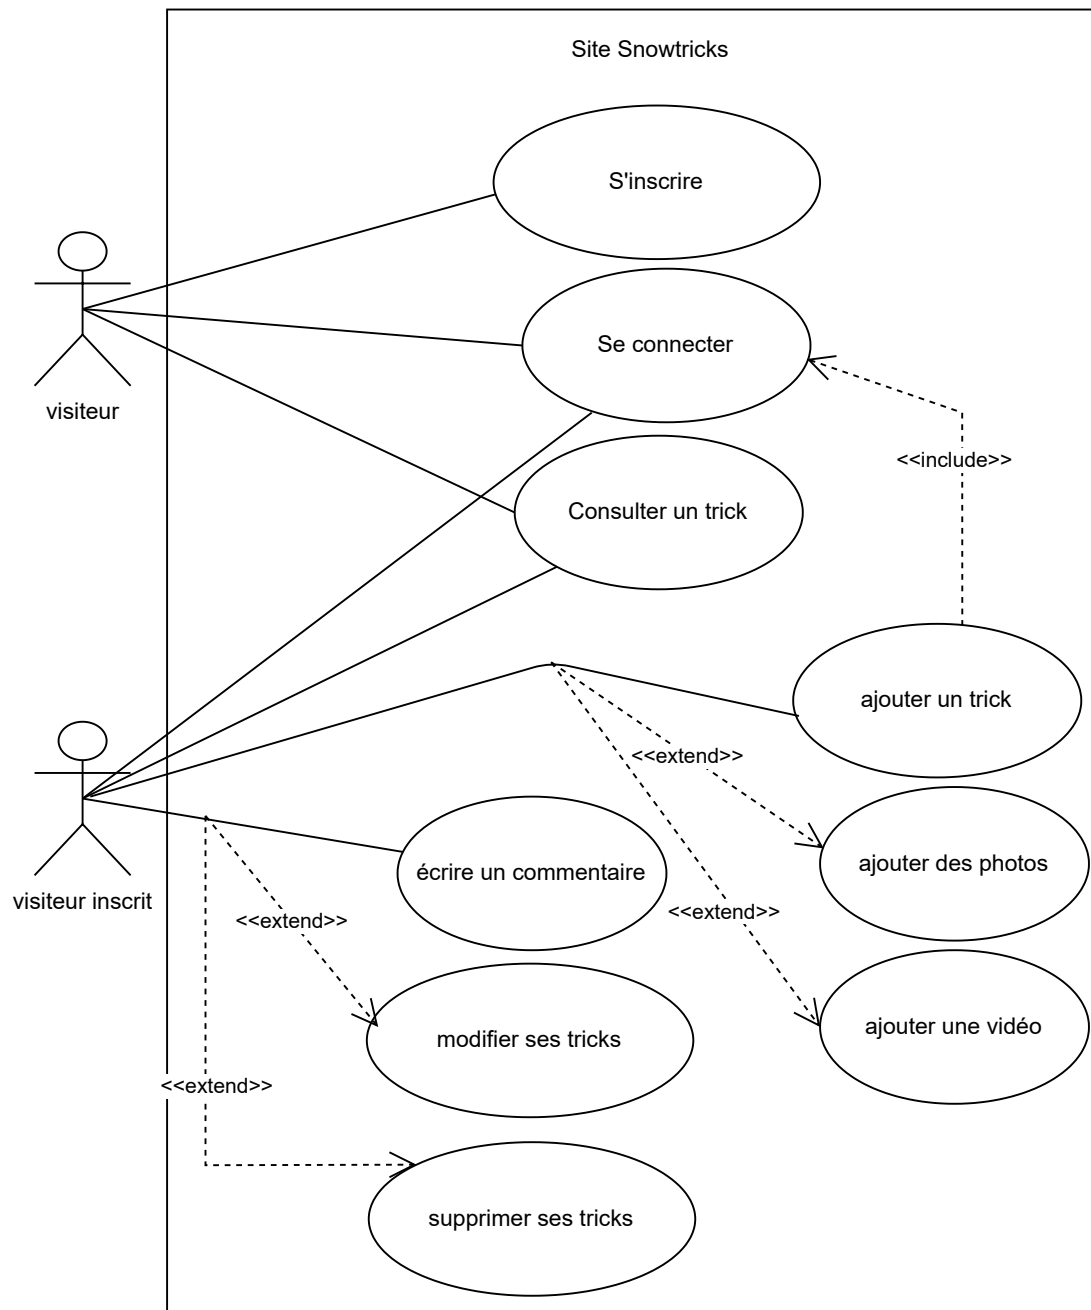 Site Snowtricks
S'inscrire
Se connecter
visiteur
<<include>>
Consulter un trick
ajouter un trick
<<extend>>
ajouter des photos
écrire un commentaire
visiteur inscrit
<<extend>>
<<extend>>
ajouter une vidéo
modifier ses tricks
<<extend>>
supprimer ses tricks